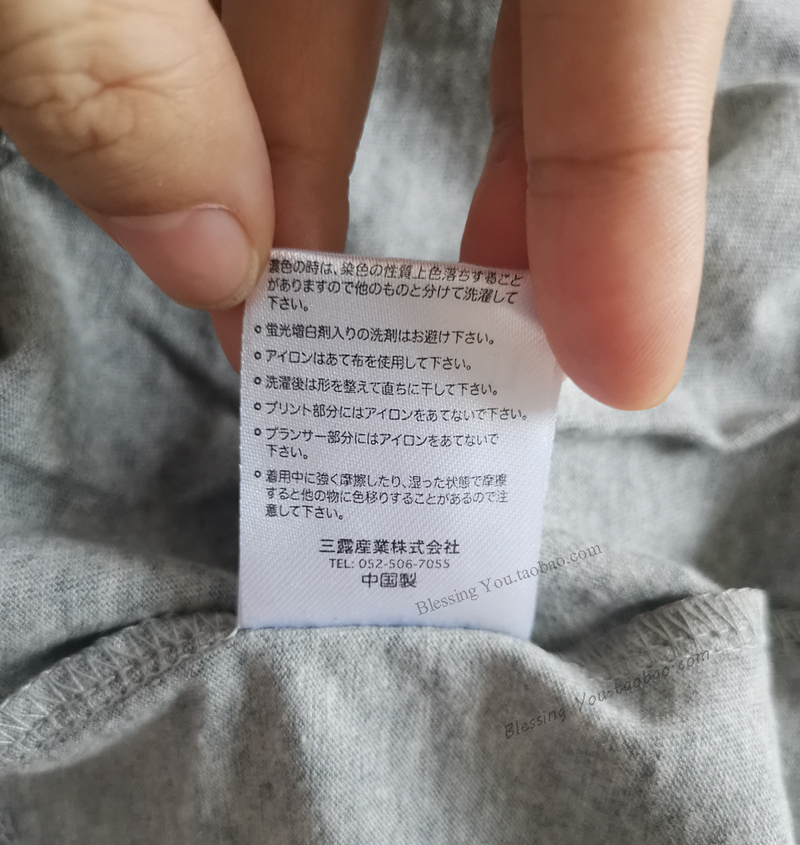 濃色の時は、染色の性質上色落ちすること
がありますので他のものと分けて洗濯して
下さい。
蛍光増白剤入りの洗剤はお避け下さい。
アイロンはあて布を使用して下さい。
洗濯後は形を整えて直ちに干して下さい。
プリント部分にはアイロンをあてないで下さい。
プランサー部分にはアイロンをあてないで
下さい。
着用中に強く摩擦したり、湿った状態で摩擦
すると他の物に色移りすることがあるので注
意して下さい。
三露産業株式会社
TEL: 052-506-7055
中国製
Blessing You.taobao.com
Blessing You.taobao.com